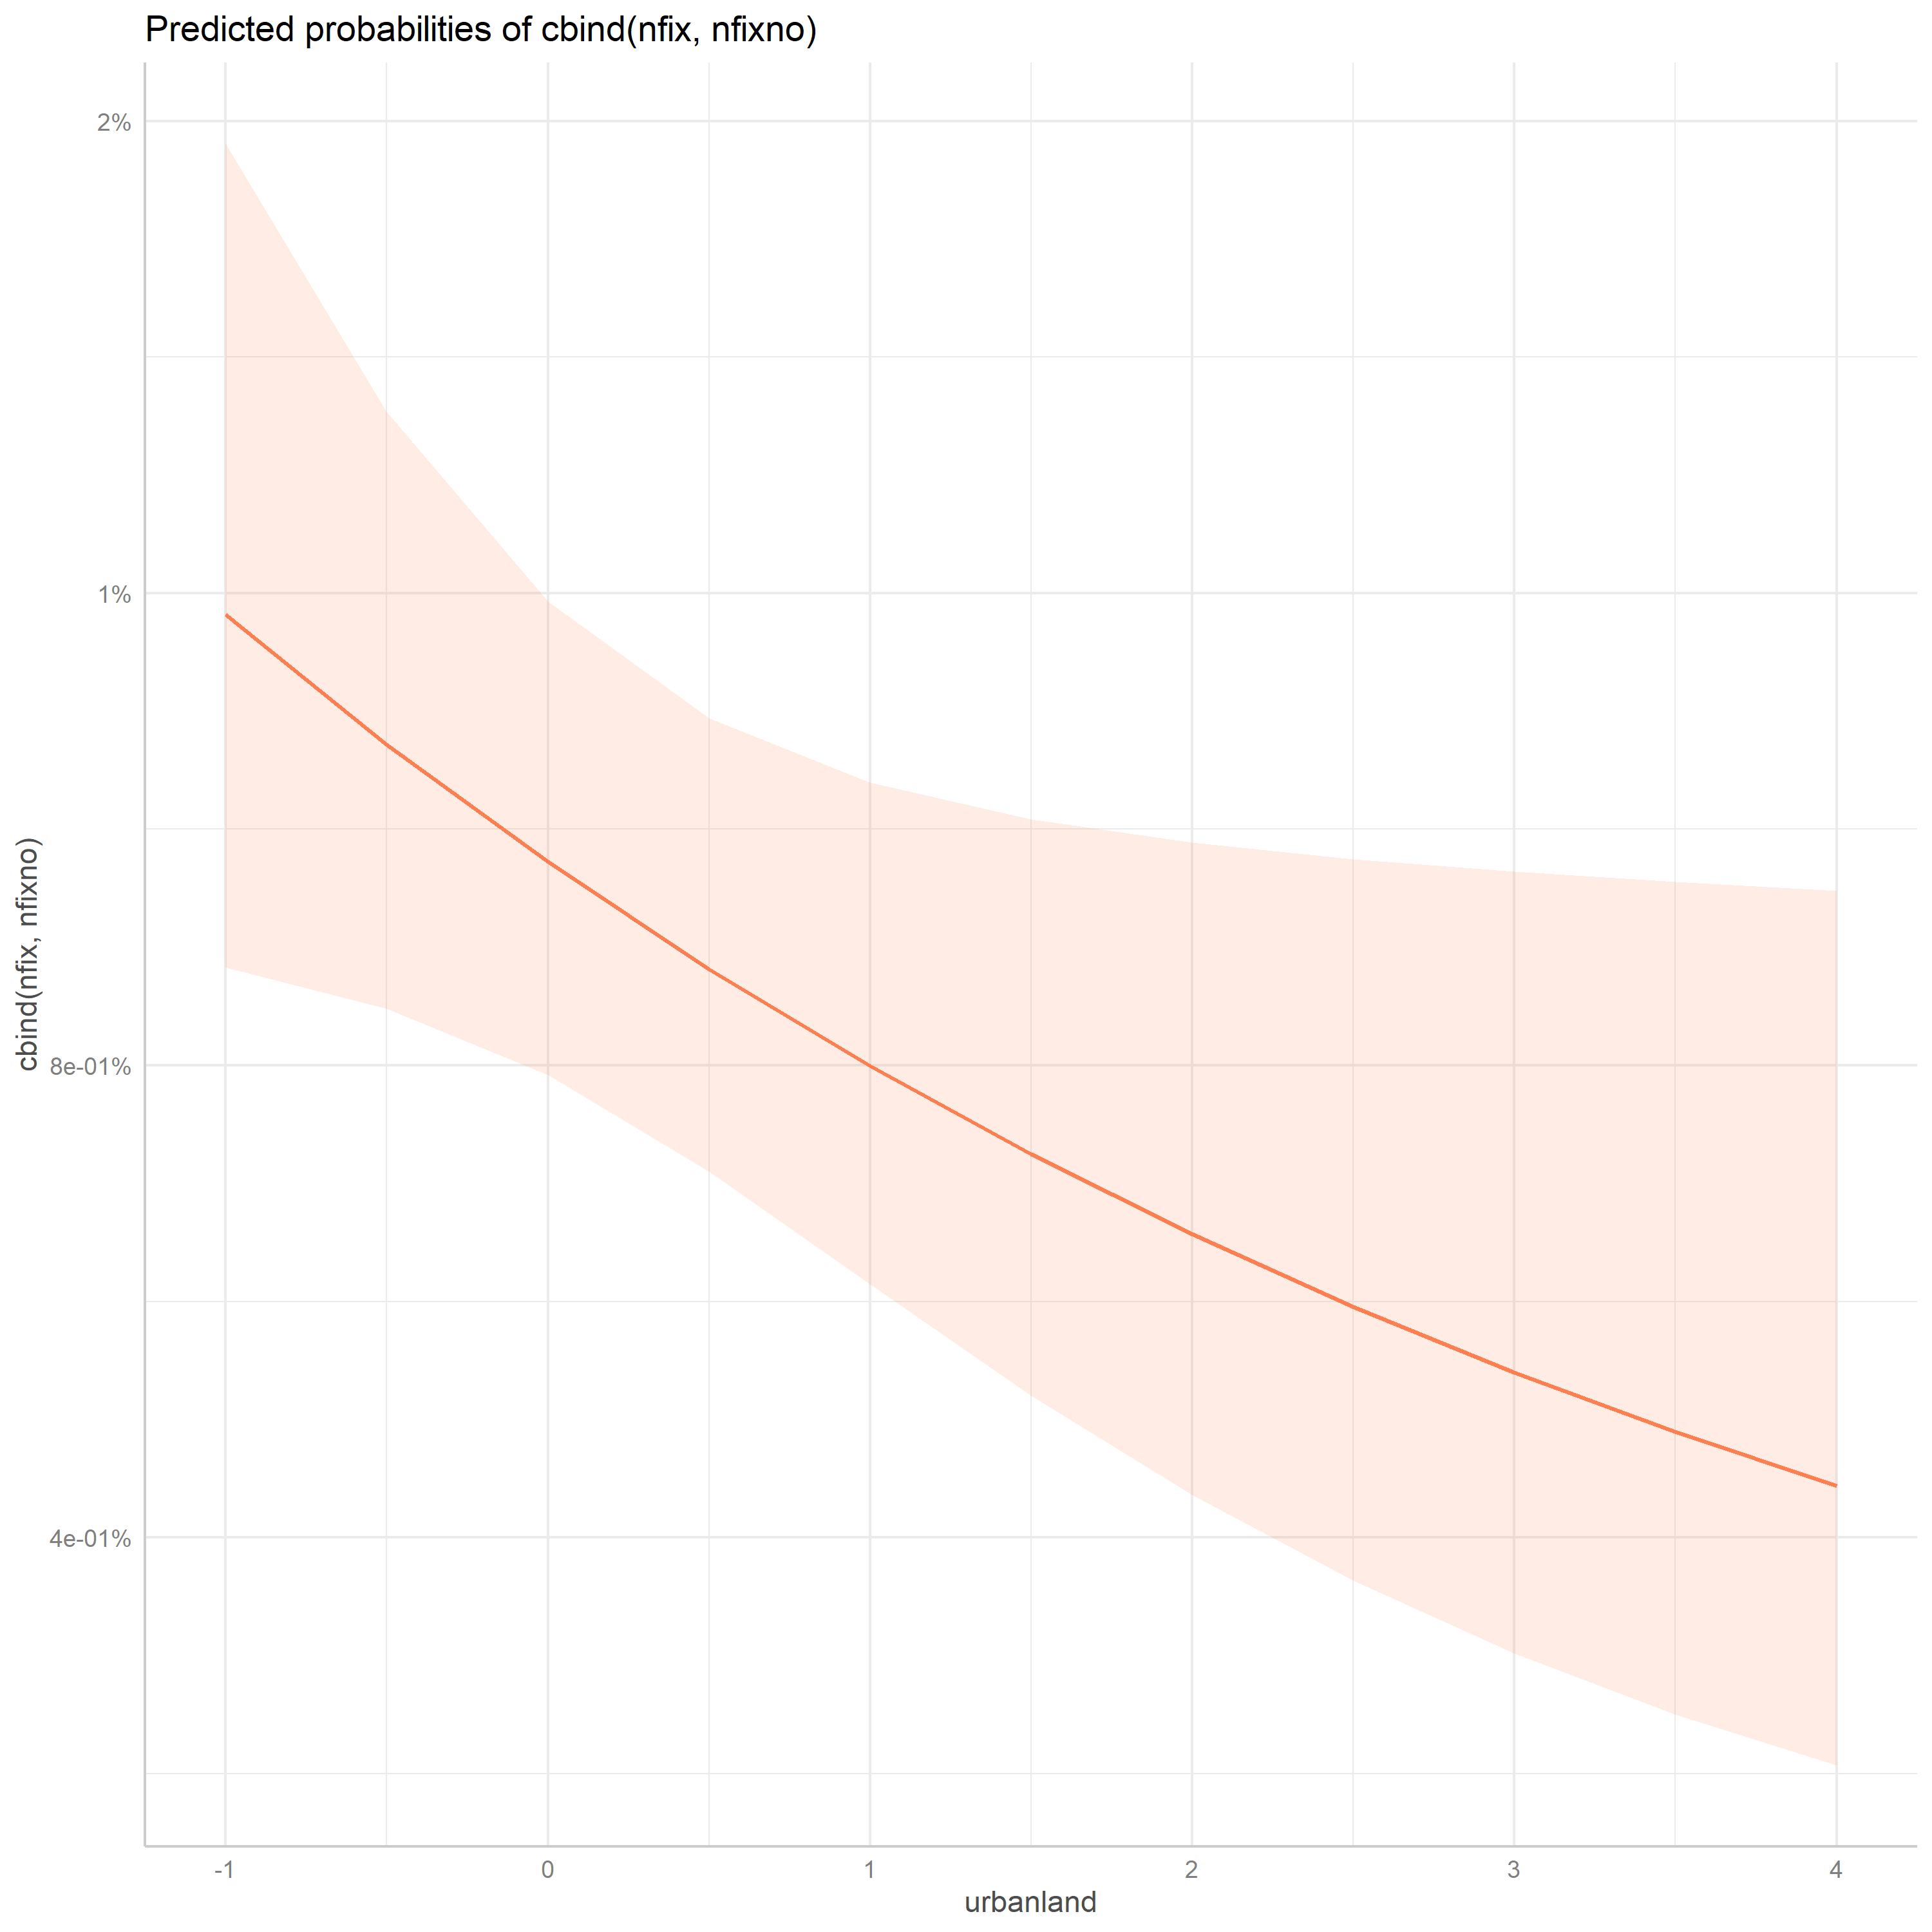 Predicted probabilities of cbind(nfix, nfixno)
2%
1%
8e-01%
4e-01%
cbind(nfix, nfixno)
-1 0 1 2 3 4
urbanland